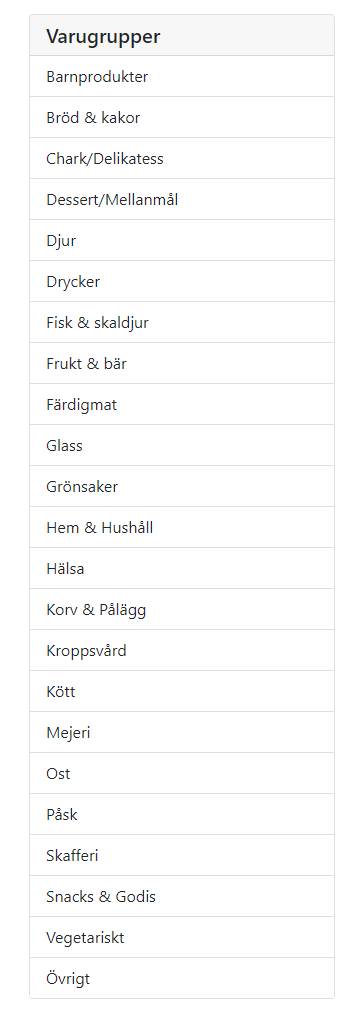 Varugrupper
Barnprodukter
Bröd & kakor
Chark/Delikatess
Dessert/Mellanmål
Djur
Drycker
Fisk & skaldjur
Frukt & bär
Färdigmat
Glass
Grönsaker
Hem & Hushåll
Hälsa
Korv & Pålägg
Kroppsvård
Kött
Mejeri
Ost
Påsk
Skafferi
Snacks & Godis
Vegetariskt
Övrigt